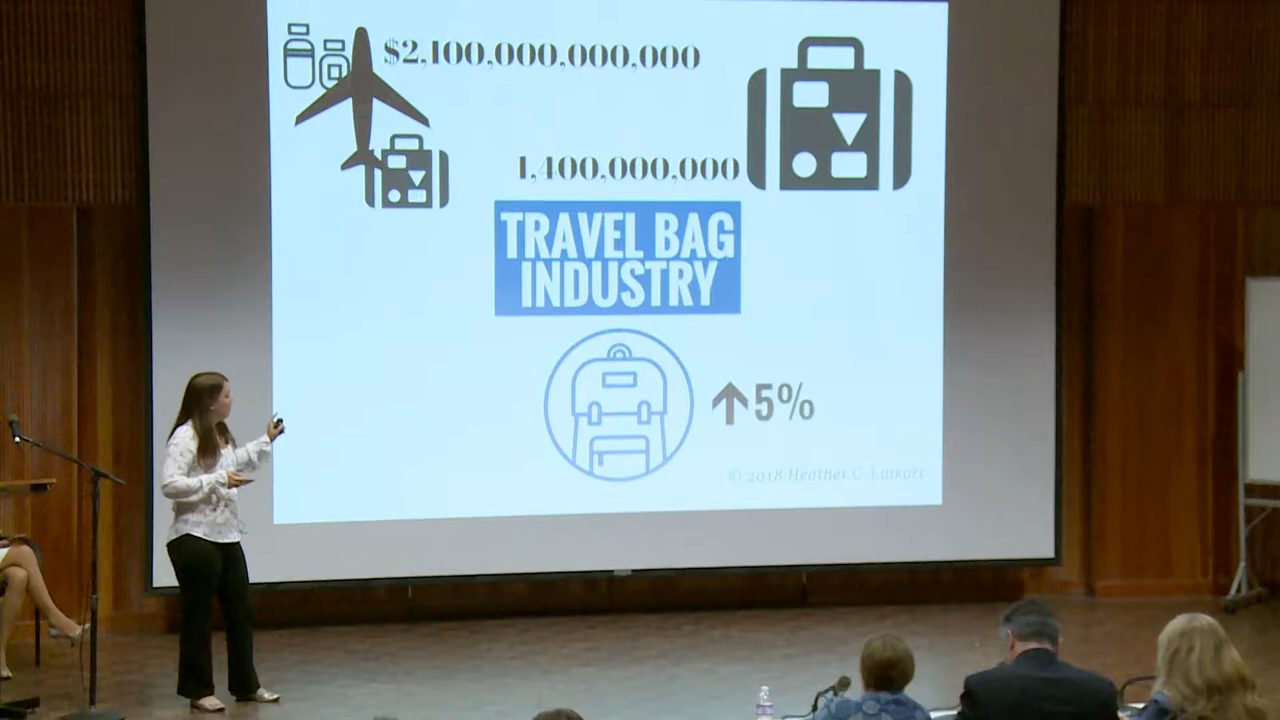 $2,100,000,000,000
1,400,000,000
TRAVEL BAG
INDUSTRY
↑5%
© 2018 Heather C. Luikart